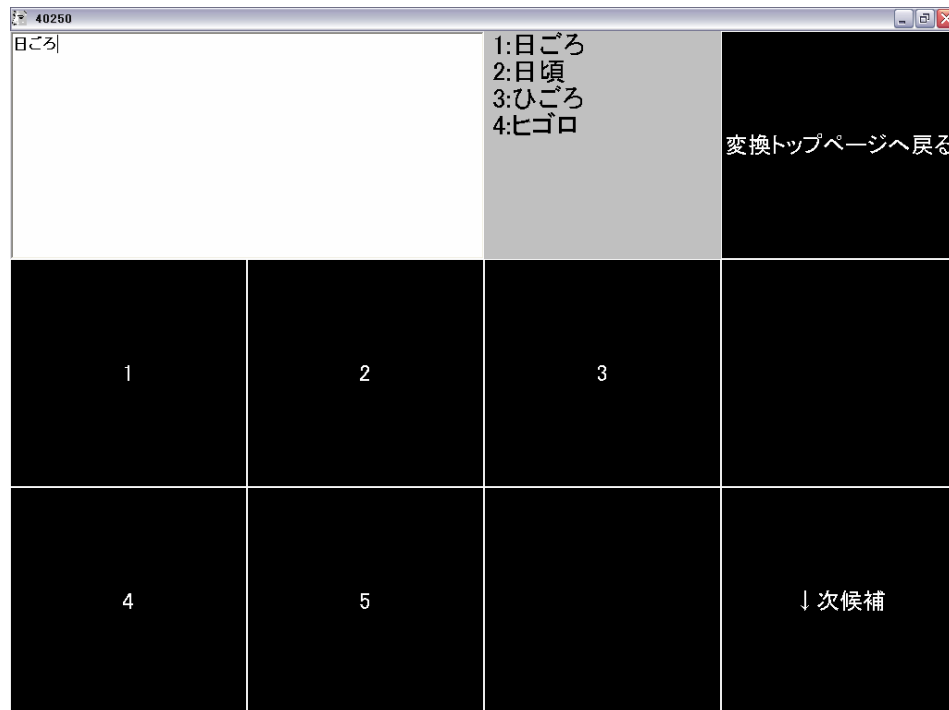 40250
日ごろ
1:日ごろ
2:日頃
3:ひごろ
4:ヒゴロ
変換トップページへ戻る
1
2
3
4
5
↓次候補